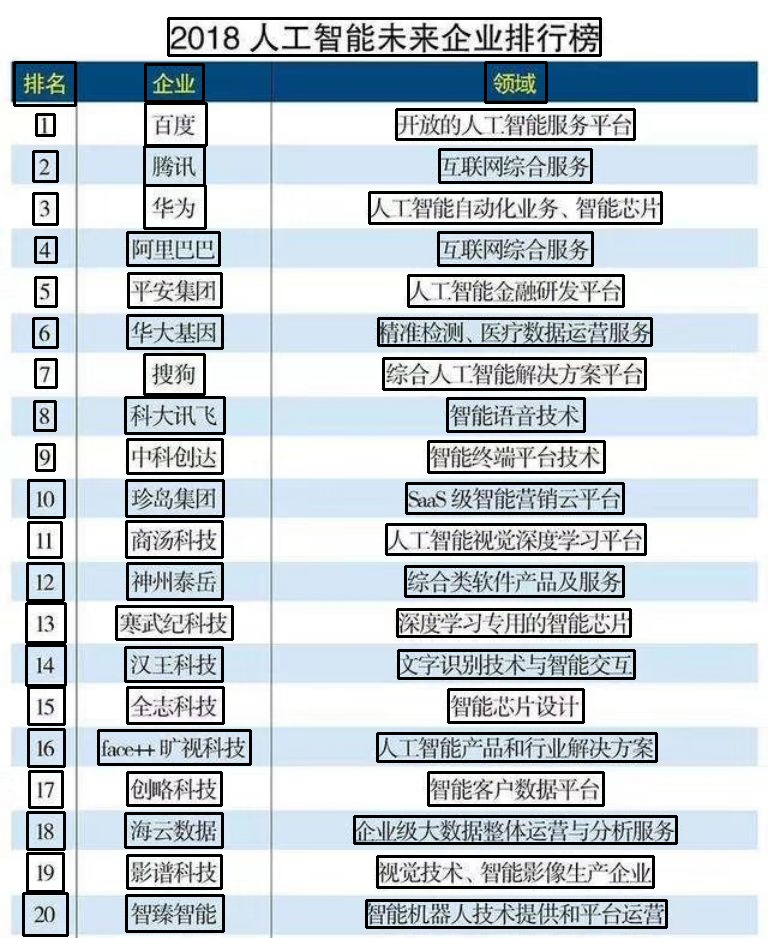 2018 人工智能未来企业排行榜
排名 企业 领域
1 百度 开放的人工智能服务平台
2 腾讯 互联网综合服务
3 华为 人工智能自动化业务、智能芯片
4 阿里巴巴 互联网综合服务
5 平安集团 人工智能金融研发平台
6 华大基因 精准检测、医疗数据运营服务
7 搜狗 综合人工智能解决方案平台
8 科大讯飞 智能语音技术
9 中科创达 智能终端平台技术
10 珍岛集团 SaaS 级智能营销云平台
11 商汤科技 人工智能视觉深度学习平台
12 神州泰岳 综合类软件产品及服务
13 寒武纪科技 深度学习专用的智能芯片
14 汉王科技 文字识别技术与智能交互
15 全志科技 智能芯片设计
16 face++ 旷视科技 人工智能产品和行业解决方案
17 创略科技 智能客户数据平台
18 海云数据 企业级大数据整体运营与分析服务
19 影谱科技 视觉技术、智能影像生产企业
20 智臻智能 智能机器人技术提供和平台运营